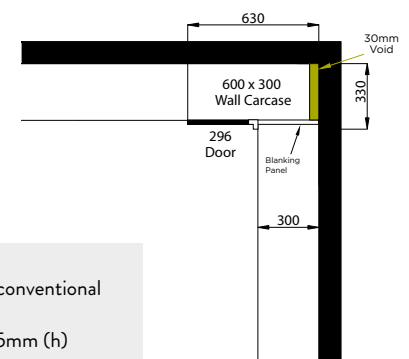 630
30mm
Void
600 x 300
Wall Carcase
330
296
Door
Blanking
Panel
300
conventional
5mm (h)